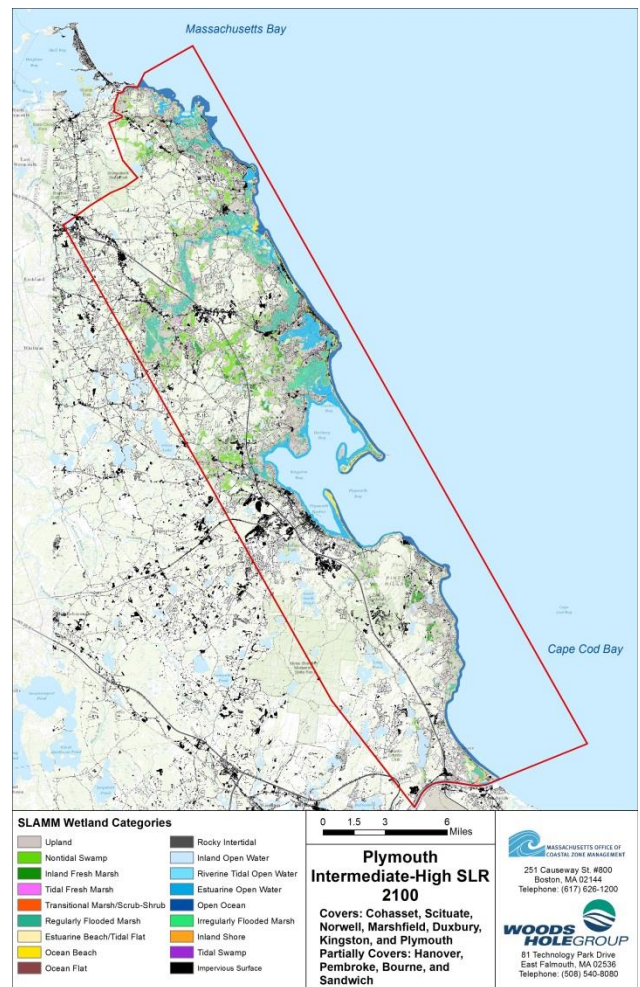 Massachusetts Bay
Cape Cod Bay
SLAMM Wetland Categories
Upland
Nontidal Swamp
Inland Fresh Marsh
Tidal Fresh Marsh
Transitional Marsh/Scrub-Shrub
Regularly Flooded Marsh
Estuarine Beach/Tidal Flat
Ocean Beach
Ocean Flat
Rocky Intertidal
Inland Open Water
Riverine Tidal Open Water
Estuarine Open Water
Open Ocean
Irregularly Flooded Marsh
Inland Shore
Tidal Swamp
Impervious Surface
0 1.5 3 6
Miles
Plymouth
Intermediate-High SLR
2100
Covers: Cohasset, Scituate,
Norwell, Marshfield, Duxbury,
Kingston, and Plymouth
Partially Covers: Hanover,
Pembroke, Bourne, and
Sandwich
MASSACHUSETTS OFFICE OF
COASTAL ZONE MANAGEMENT
251 Causeway St. #800
Boston, MA 02144
Telephone: (617) 626-1200
WOODS
HOLE GROUP
81 Technology Park Drive
East Falmouth, MA 02536
Telephone: (508) 540-8080